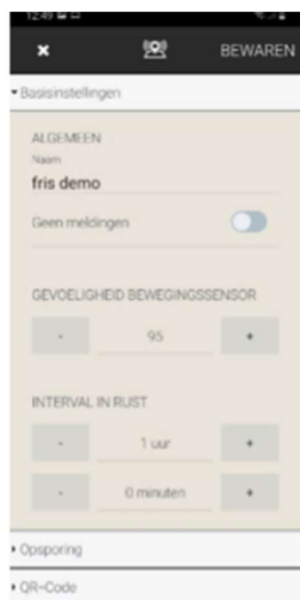 12:49
BEWAREN
Basisinstellingen
ALGEMEEN
Naam
fris demo
Geen meldingen
GEVOELIGHEID BEWEGINGSSENSOR
- 95 +
INTERVAL IN RUST
- 1 uur +
- 0 minuten +
Opsporing
QR-Code